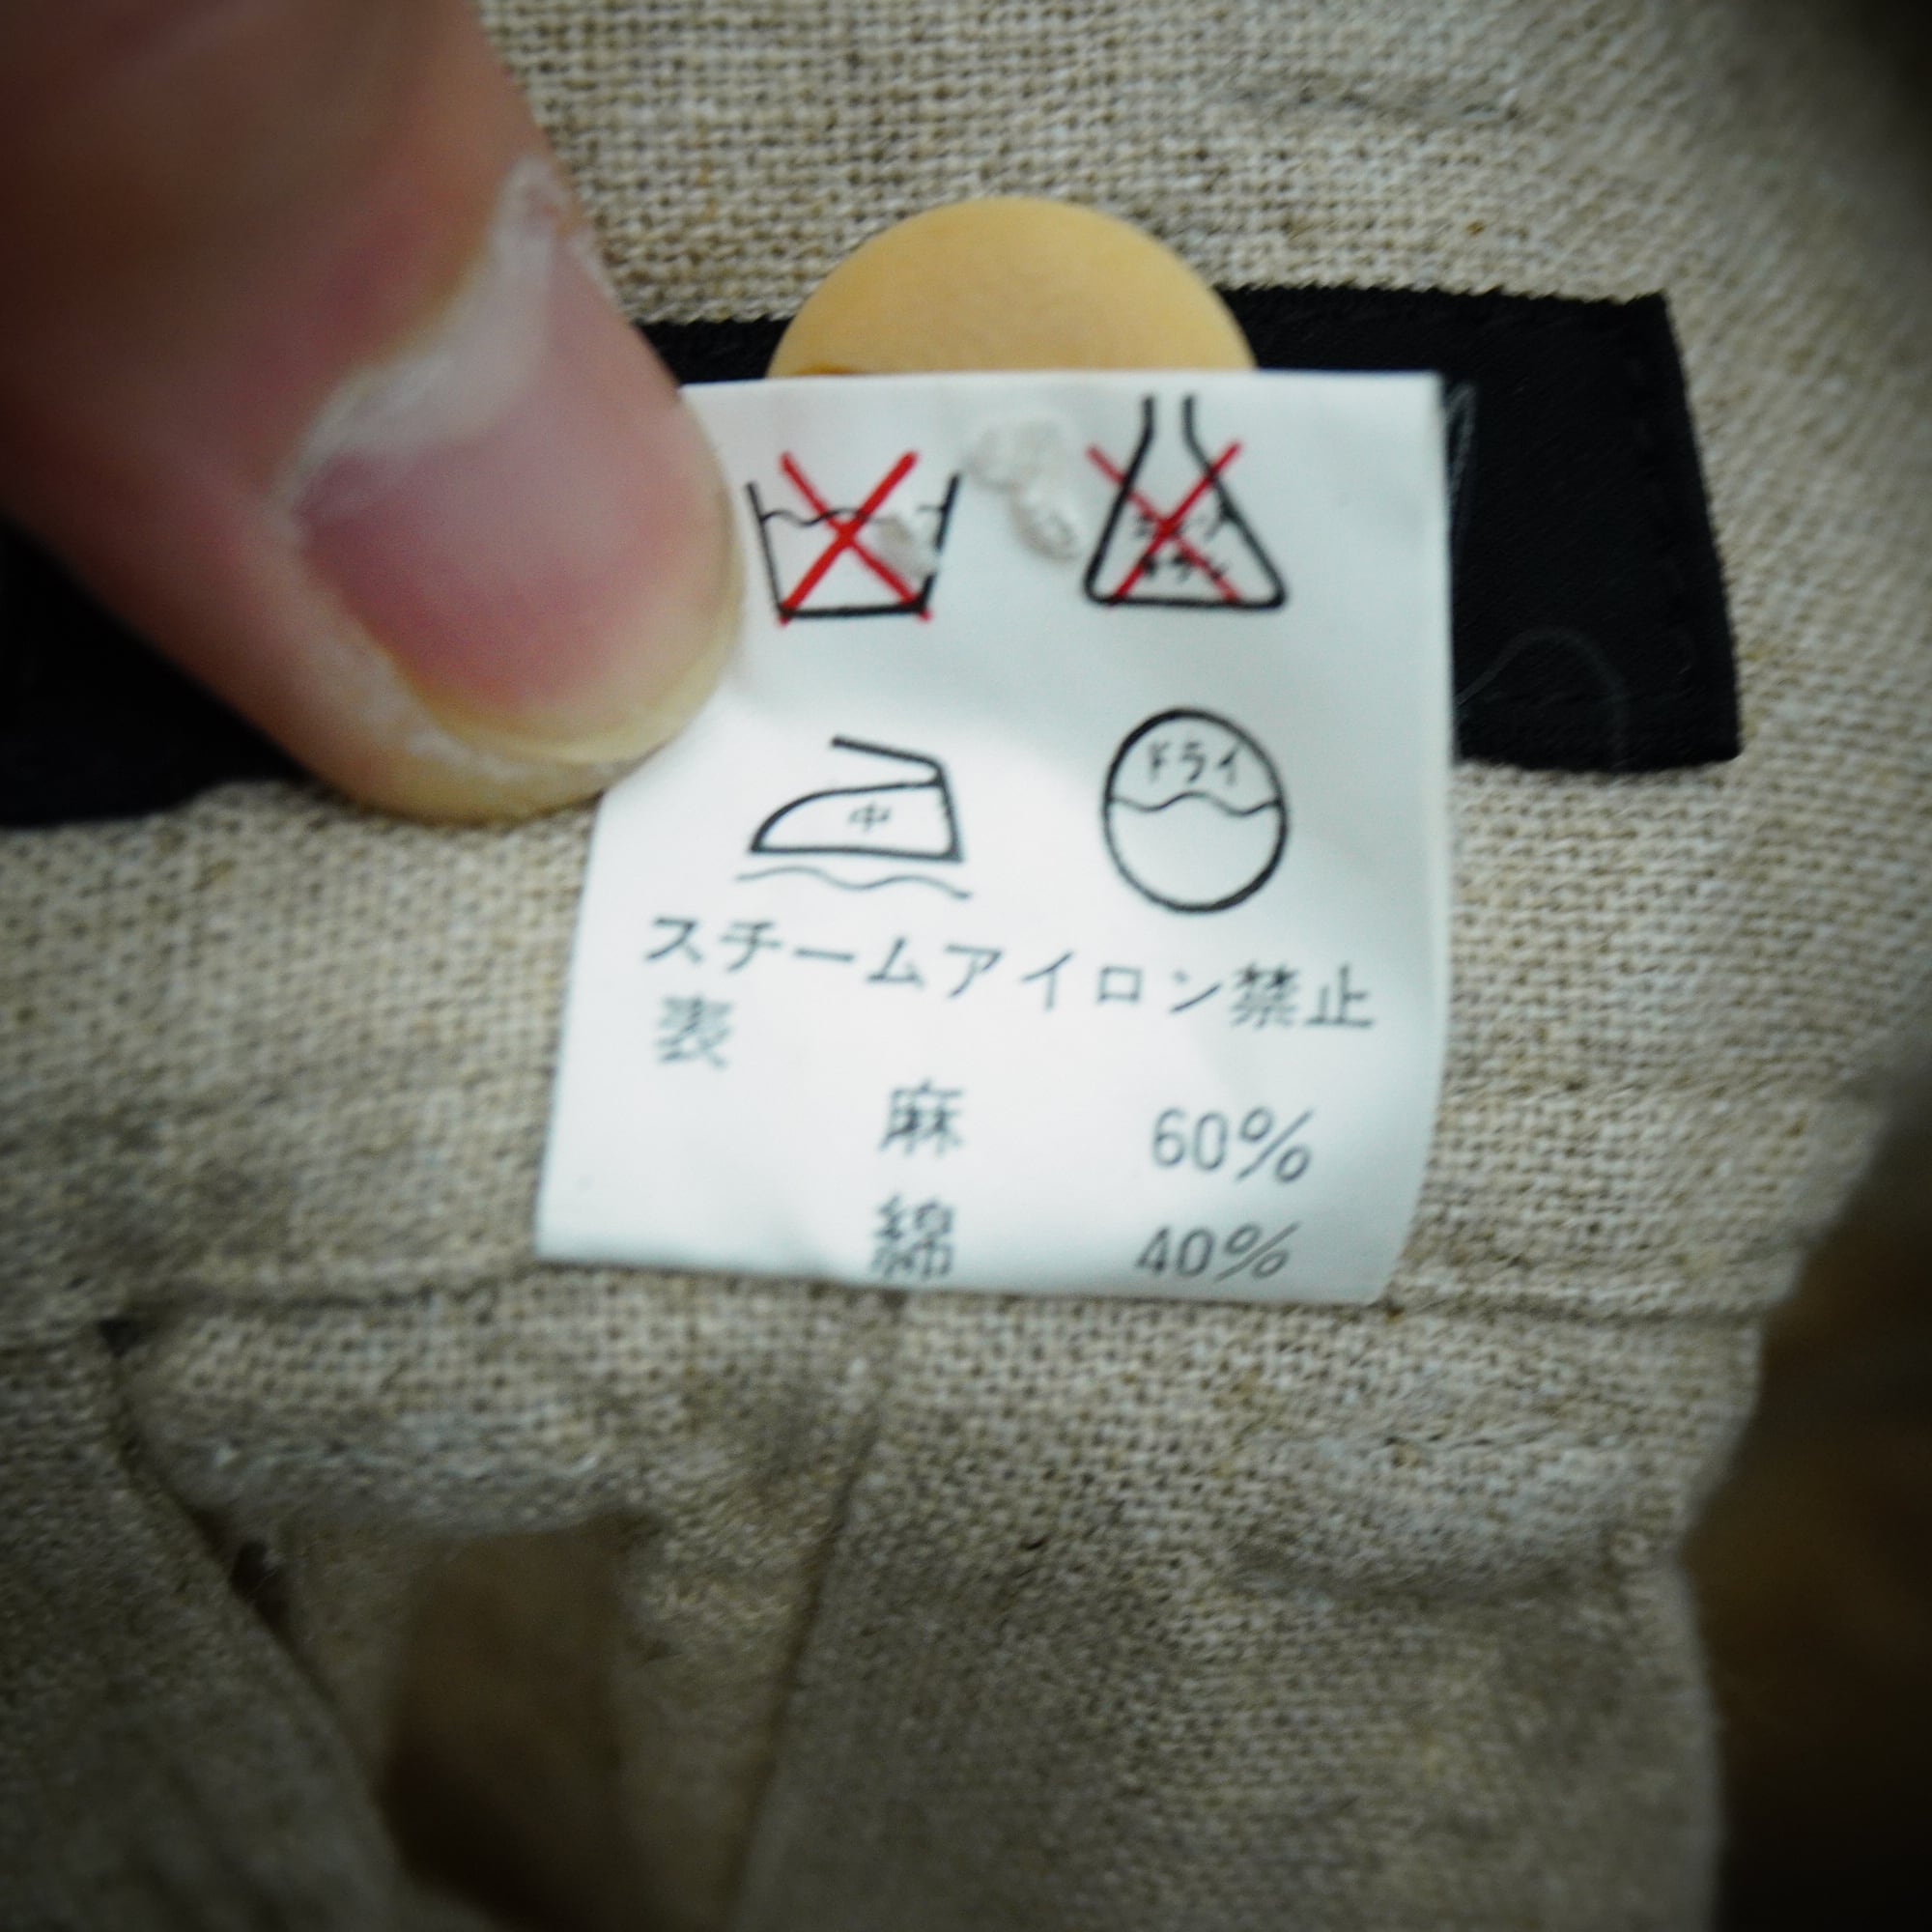 ドライ
中
スチームアイロン禁止
表
麻 60%
綿 40%